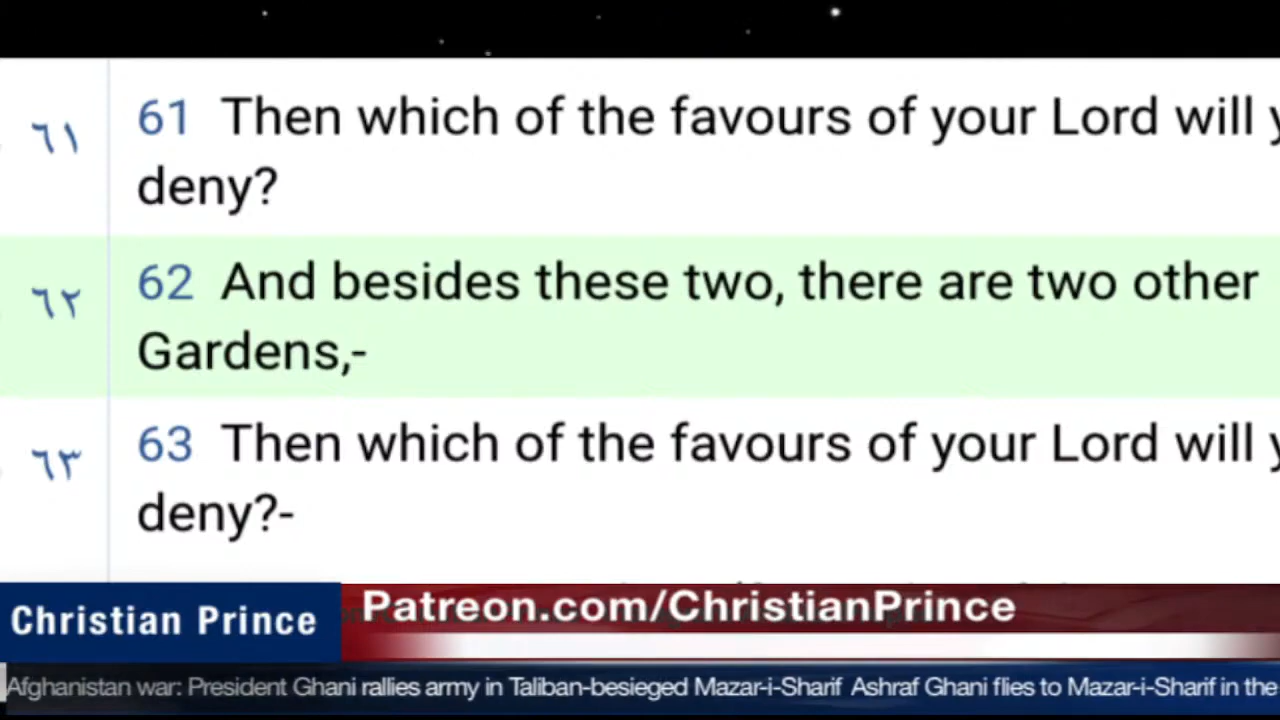 ٦١ 61 Then which of the favours of your Lord will
deny?
٦٢ 62 And besides these two, there are two other
Gardens,-
٦٣ 63 Then which of the favours of your Lord will
deny?-
Christian Prince Patreon.com/ChristianPrince
Afghanistan war: President Ghani rallies army in Taliban-besieged Mazar-i-Sharif Ashraf Ghani flies to Mazar-i-Sharif in the